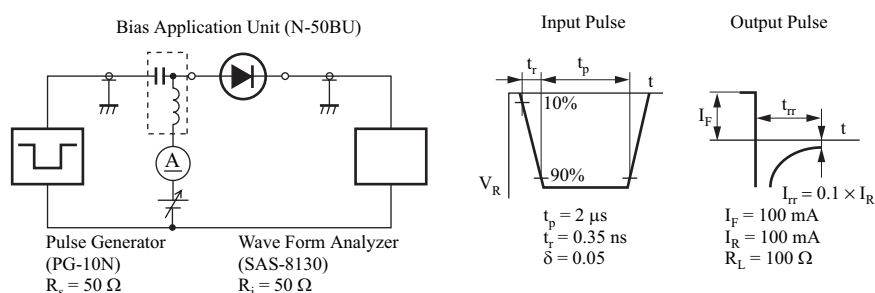 Bias Application Unit (N-50BU)
A
Pulse Generator
(PG-10N)
R_s = 50 Ω
Wave Form Analyzer
(SAS-8130)
R_i = 50 Ω
Input Pulse
t_r
t_p
t
10%
90%
V_R
t_p = 2 μs
t_r = 0.35 ns
δ = 0.05
Output Pulse
I_F
t_rr
t
I_rr = 0.1 × I_R
I_F = 100 mA
I_R = 100 mA
R_L = 100 Ω